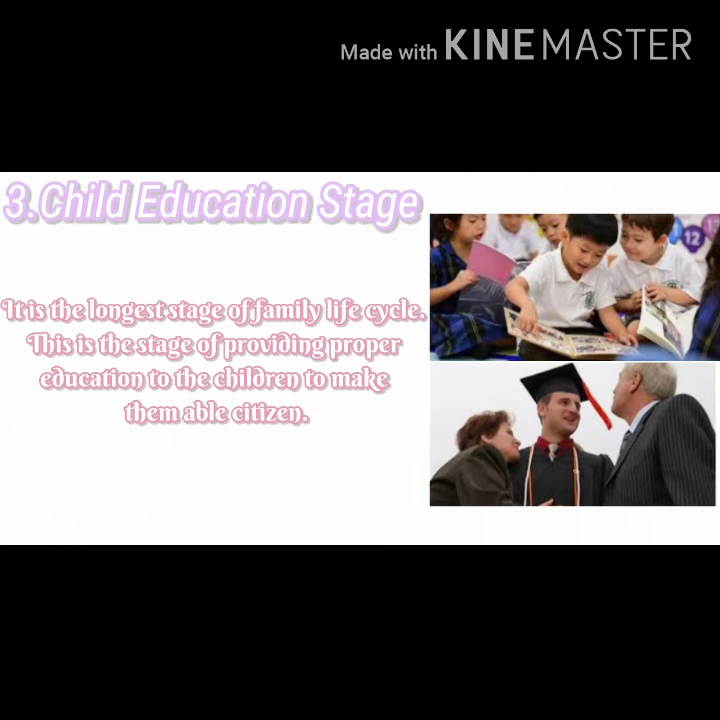 Made with KINEMASTER
3.Child Education Stage
It is the longest stage of family life cycle.
This is the stage of providing proper
education to the children to make
them able citizen.
12